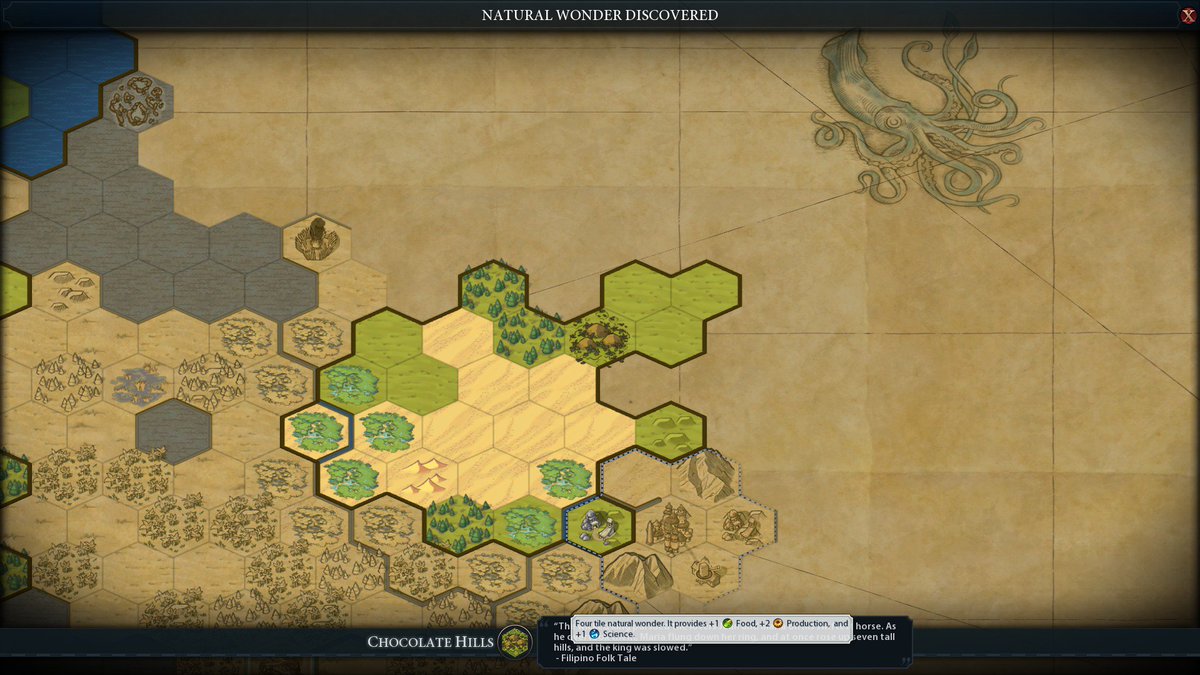 NATURAL WONDER DISCOVERED
X
CHOCOLATE HILLS
“Th
horse. As
Four tile natural wonder. It provides +1 Food, +2 Production, and
+1 Science.
he Maria flung down her ring, and at once rose up seven tall
hills, and the king was slowed.”
- Filipino Folk Tale